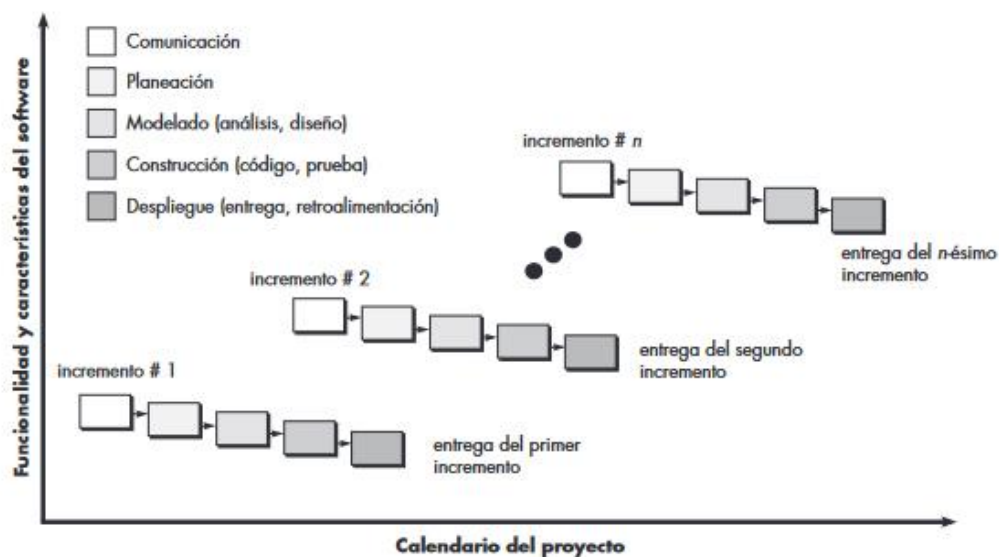 Funcionalidad y características del software
Comunicación
Planeación
Modelado (análisis, diseño)
Construcción (código, prueba)
Despliegue (entrega, retroalimentación)
incremento # n
entrega del n-ésimo
incremento
incremento # 2
entrega del segundo
incremento
incremento # 1
entrega del primer
incremento
Calendario del proyecto